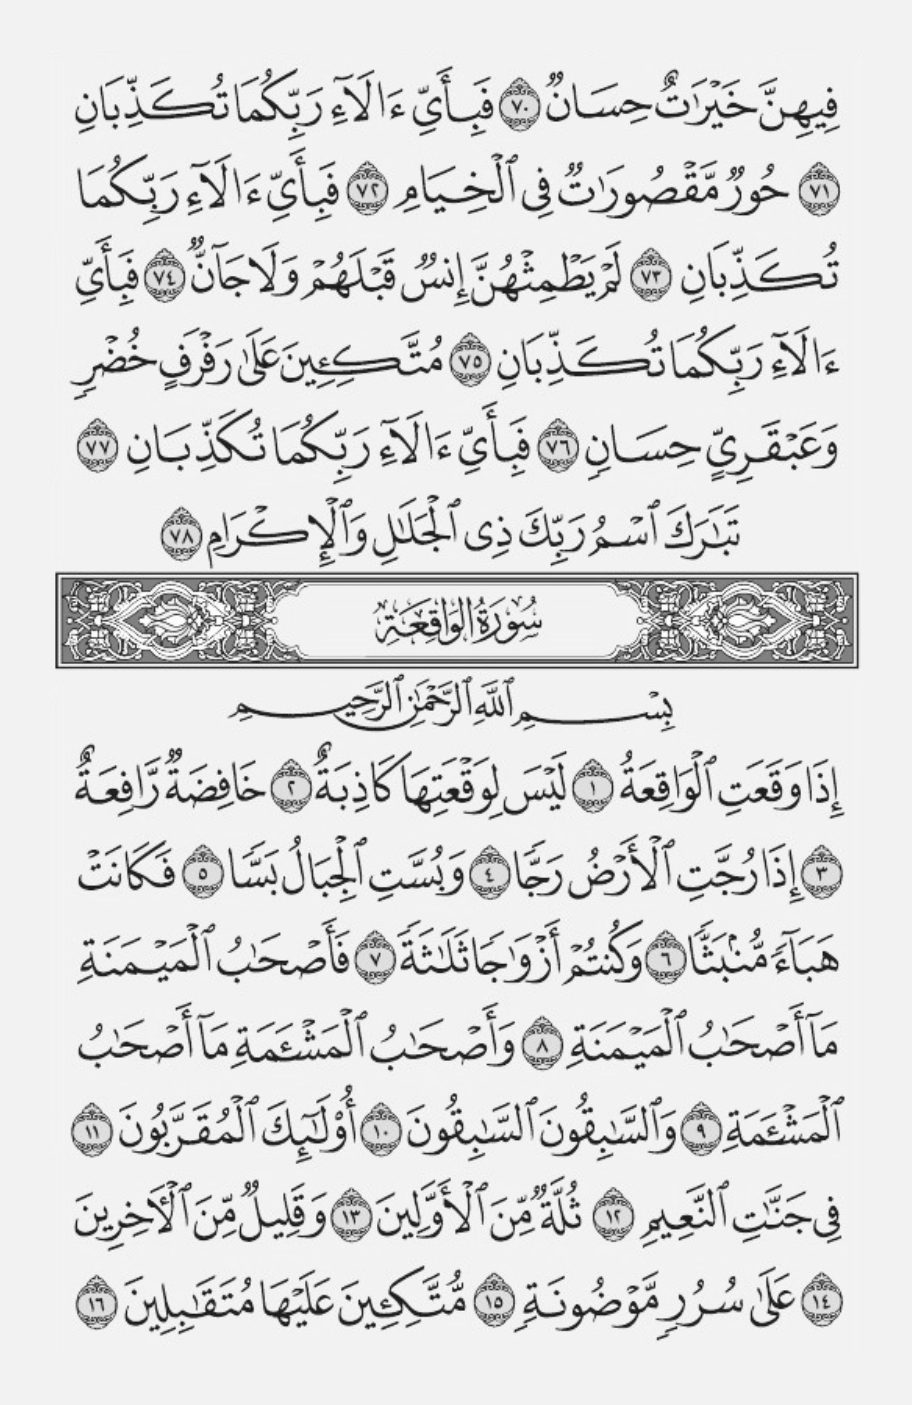 فِيهِنَّ خَيْرَٰتٌ حِسَانٌ ٧٠ فَبِأَيِّ ءَالَآءِ رَبِّكُمَا تُكَذِّبَانِ
٧١ حُورٌ مَّقْصُورَٰتٌ فِي ٱلْخِيَامِ ٧٢ فَبِأَيِّ ءَالَآءِ رَبِّكُمَا
تُكَذِّبَانِ ٧٣ لَمْ يَطْمِثْهُنَّ إِنسٌ قَبْلَهُمْ وَلَا جَآنٌّ ٧٤ فَبِأَيِّ
ءَالَآءِ رَبِّكُمَا تُكَذِّبَانِ ٧٥ مُتَّكِـِٔينَ عَلَىٰ رَفْرَفٍ خُضْرٍ
وَعَبْقَرِيٍّ حِسَانٍ ٧٦ فَبِأَيِّ ءَالَآءِ رَبِّكُمَا تُكَذِّبَانِ ٧٧
تَبَٰرَكَ ٱسْمُ رَبِّكَ ذِي ٱلْجَلَٰلِ وَٱلْإِكْرَامِ ٧٨
سُورَةُ الوَاقِعَةِ
بِسْمِ ٱللَّهِ ٱلرَّحْمَٰنِ ٱلرَّحِيمِ
إِذَا وَقَعَتِ ٱلْوَاقِعَةُ ١ لَيْسَ لِوَقْعَتِهَا كَاذِبَةٌ ٢ خَافِضَةٌ رَّافِعَةٌ
٣ إِذَا رُجَّتِ ٱلْأَرْضُ رَجًّا ٤ وَبُسَّتِ ٱلْجِبَالُ بَسًّا ٥ فَكَانَتْ
هَبَآءً مُّنۢبَثًّا ٦ وَكُنتُمْ أَزْوَٰجًا ثَلَٰثَةً ٧ فَأَصْحَٰبُ ٱلْمَيْمَنَةِ
مَآ أَصْحَٰبُ ٱلْمَيْمَنَةِ ٨ وَأَصْحَٰبُ ٱلْمَشْـَٔمَةِ مَآ أَصْحَٰبُ
ٱلْمَشْـَٔمَةِ ٩ وَٱلسَّٰبِقُونَ ٱلسَّٰبِقُونَ ١٠ أُوْلَٰٓئِكَ ٱلْمُقَرَّبُونَ ١١
فِي جَنَّٰتِ ٱلنَّعِيمِ ١٢ ثُلَّةٌ مِّنَ ٱلْأَوَّلِينَ ١٣ وَقَلِيلٌ مِّنَ ٱلْأٓخِرِينَ
١٤ عَلَىٰ سُرُرٍ مَّوْضُونَةٍ ١٥ مُّتَّكِـِٔينَ عَلَيْهَا مُتَقَٰبِلِينَ ١٦